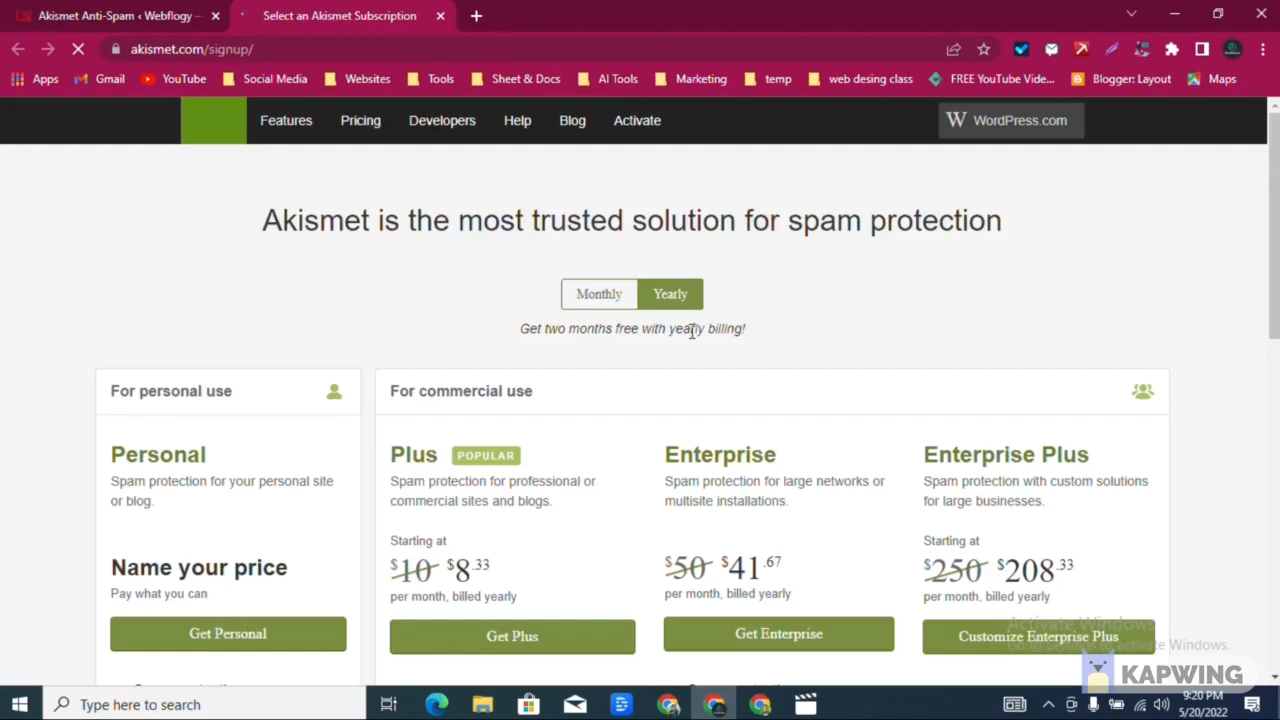 Akismet Anti-Spam ‹ Webflogy –
Select an Akismet Subscription
akismet.com/signup/
Apps
Gmail
YouTube
Social Media
Websites
Tools
Sheet & Docs
AI Tools
Marketing
temp
web desing class
FREE YouTube Vide...
Blogger: Layout
Maps
Features
Pricing
Developers
Help
Blog
Activate
WordPress.com
Akismet is the most trusted solution for spam protection
Monthly
Yearly
Get two months free with yearly billing!
For personal use
For commercial use
Personal
Spam protection for your personal site
or blog.
Name your price
Pay what you can
Get Personal
Plus
POPULAR
Spam protection for professional or
commercial sites and blogs.
Starting at
$10 $8.33
per month, billed yearly
Get Plus
Enterprise
Spam protection for large networks or
multisite installations.
$50 $41.67
per month, billed yearly
Get Enterprise
Enterprise Plus
Spam protection with custom solutions
for large businesses.
Starting at
$250 $208.33
per month, billed yearly
Customize Enterprise Plus
Activate Windows
Go to Settings to activate Windows.
KAPWING
Type here to search
9:20 PM
5/20/2022